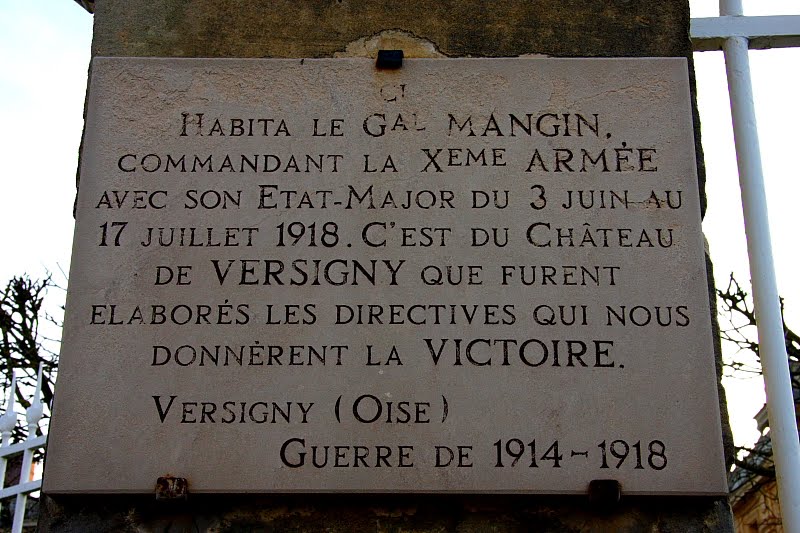 CI
HABITA LE GAL MANGIN,
COMMANDANT LA XEME ARMÉE
AVEC SON ETAT-MAJOR DU 3 JUIN AU
17 JUILLET 1918. C'EST DU CHÂTEAU
DE VERSIGNY QUE FURENT
ELABORÉS LES DIRECTIVES QUI NOUS
DONNÈRENT LA VICTOIRE.
VERSIGNY (OISE)
GUERRE DE 1914-1918